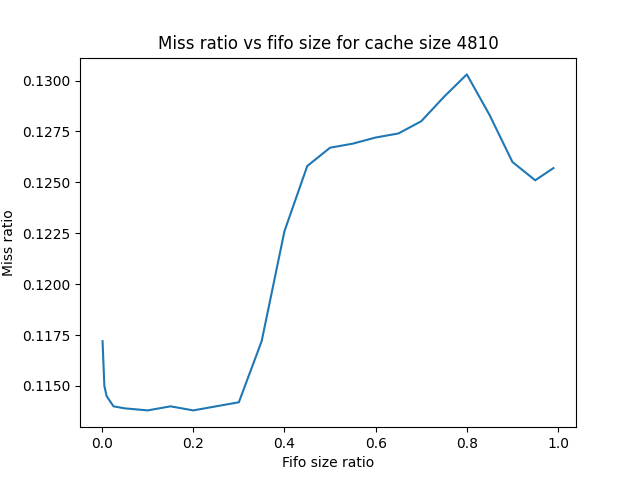 Miss ratio vs fifo size for cache size 4810
0.1300
0.1275
0.1250
0.1225
0.1200
0.1175
0.1150
Miss ratio
0.0 0.2 0.4 0.6 0.8 1.0
Fifo size ratio